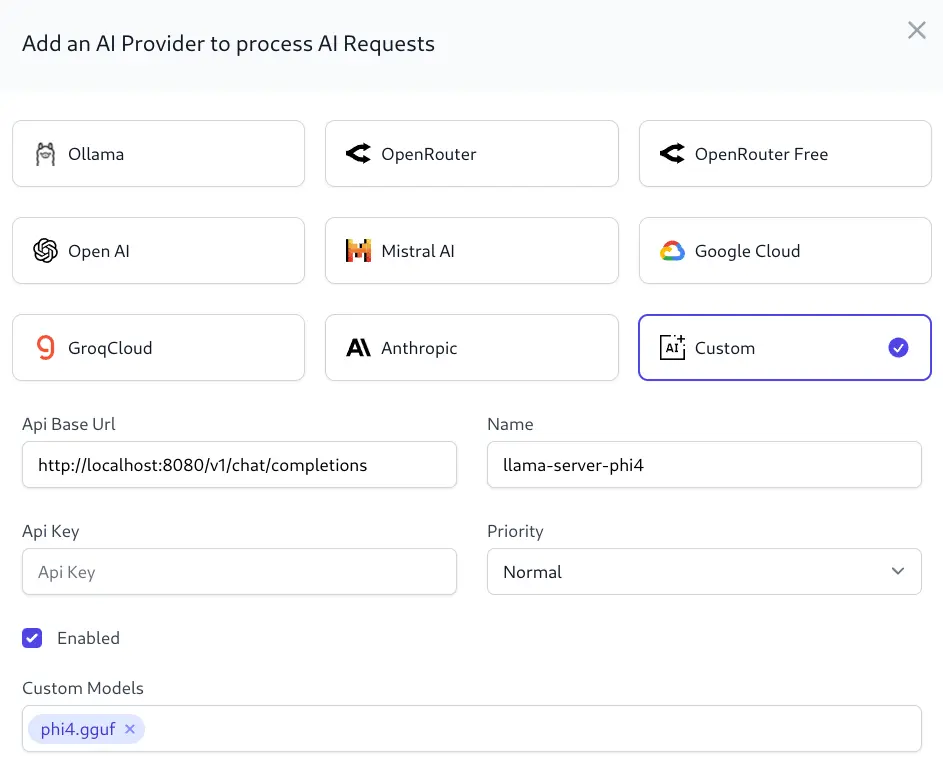 Add an AI Provider to process AI Requests
Ollama
OpenRouter
OpenRouter Free
Open AI
Mistral AI
Google Cloud
GroqCloud
Anthropic
AI Custom
Api Base Url
Name
http://localhost:8080/v1/chat/completions
llama-server-phi4
Api Key
Priority
Api Key
Normal
Enabled
Custom Models
phi4.gguf ×